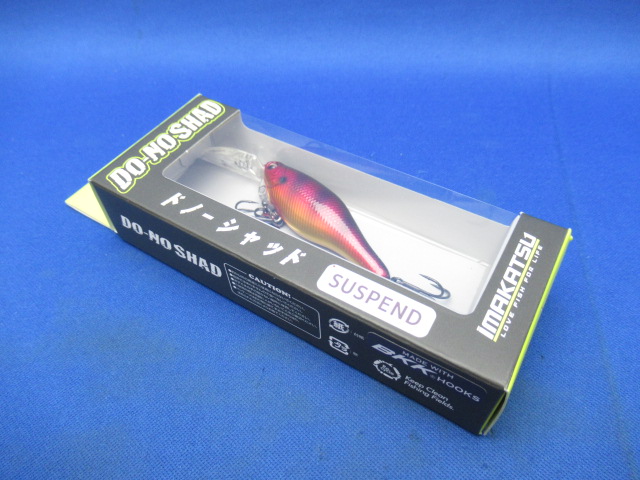 DO-NO SHAD
ドノーシャッド
SUSPEND
IMAKATSU
LOVE FISH FOR LIFE
DO-NO SHAD
CAUTION!
MADE WITH
BKK-HOOKS
Keep Clean
Fishing Fields.